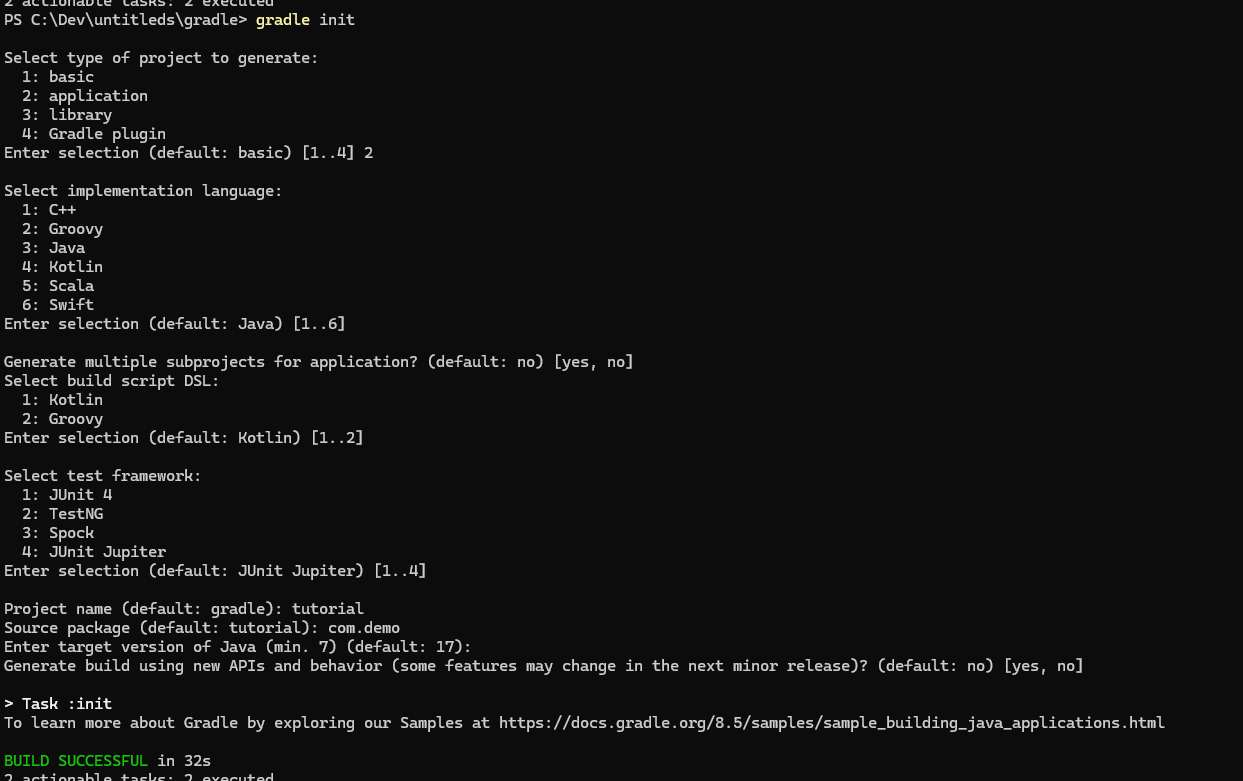 2 actionable tasks: 2 executed
PS C:\Dev\untitleds\gradle> gradle init
Select type of project to generate:
1: basic
2: application
3: library
4: Gradle plugin
Enter selection (default: basic) [1..4] 2
Select implementation language:
1: C++
2: Groovy
3: Java
4: Kotlin
5: Scala
6: Swift
Enter selection (default: Java) [1..6]
Generate multiple subprojects for application? (default: no) [yes, no]
Select build script DSL:
1: Kotlin
2: Groovy
Enter selection (default: Kotlin) [1..2]
Select test framework:
1: JUnit 4
2: TestNG
3: Spock
4: JUnit Jupiter
Enter selection (default: JUnit Jupiter) [1..4]
Project name (default: gradle): tutorial
Source package (default: tutorial): com.demo
Enter target version of Java (min. 7) (default: 17):
Generate build using new APIs and behavior (some features may change in the next minor release)? (default: no) [yes, no]
> Task :init
To learn more about Gradle by exploring our Samples at https://docs.gradle.org/8.5/samples/sample_building_java_applications.html
BUILD SUCCESSFUL in 32s
2 actionable tasks: 2 executed